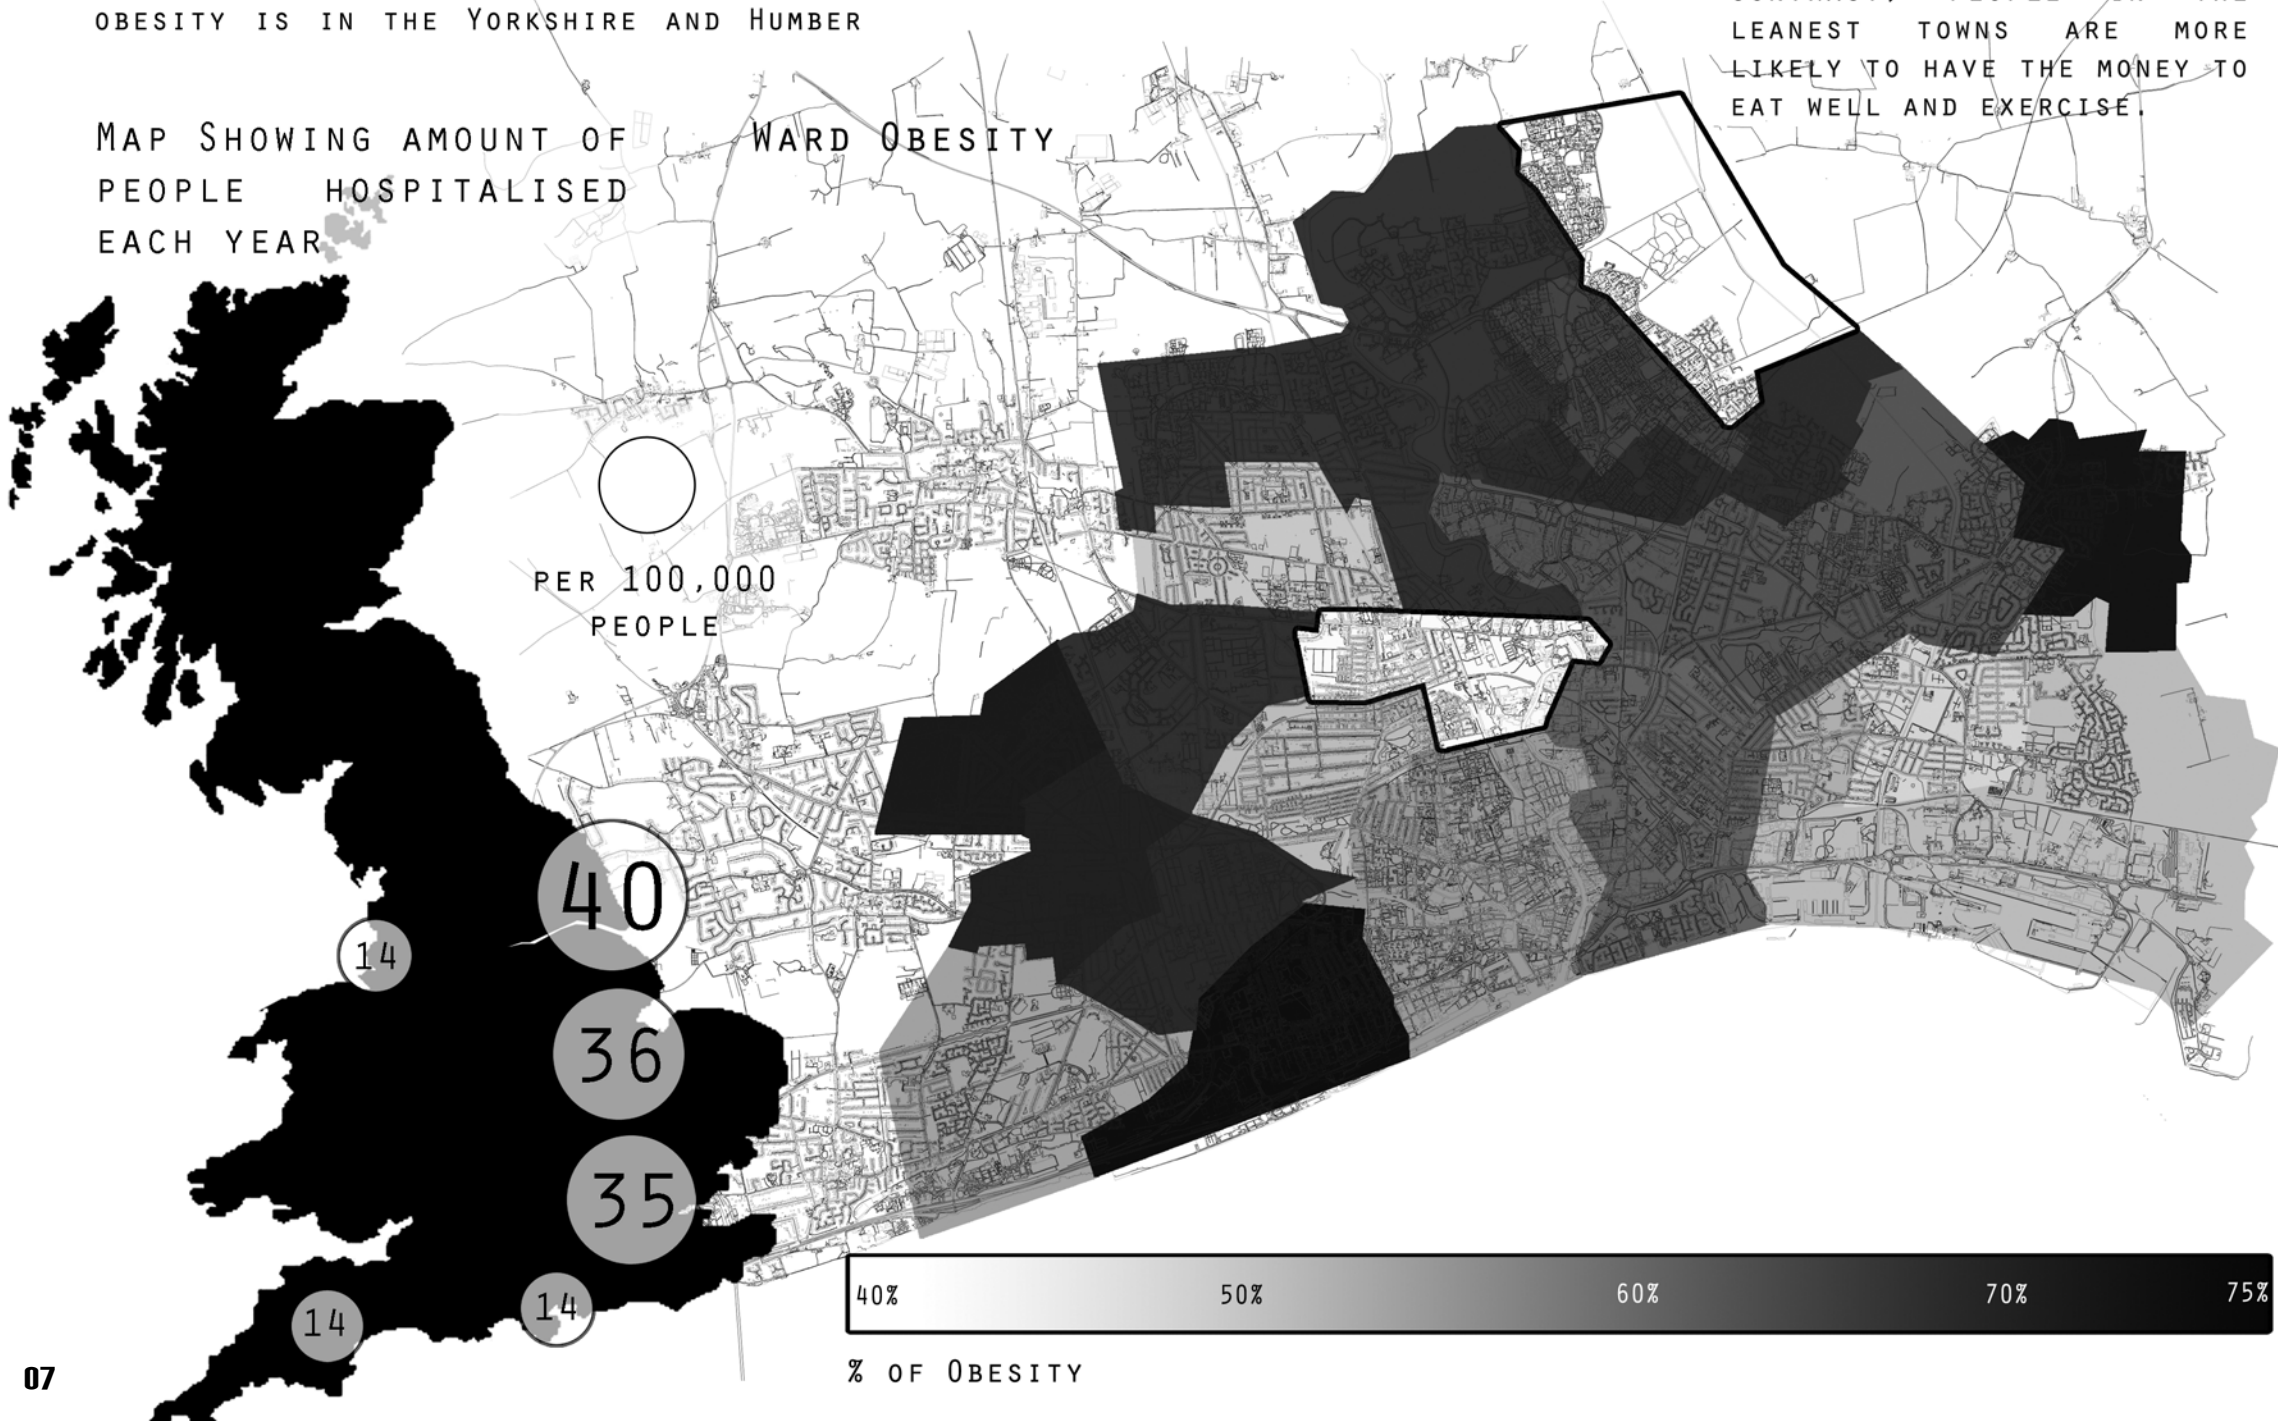 OBESITY IS IN THE YORKSHIRE AND HUMBER
LEANEST TOWNS ARE MORE
LIKELY TO HAVE THE MONEY TO
EAT WELL AND EXERCISE.
MAP SHOWING AMOUNT OF
PEOPLE HOSPITALISED
EACH YEAR
WARD OBESITY
PER 100,000
PEOPLE
40
14
36
35
14
14
40% 50% 60% 70% 75%
% OF OBESITY
07